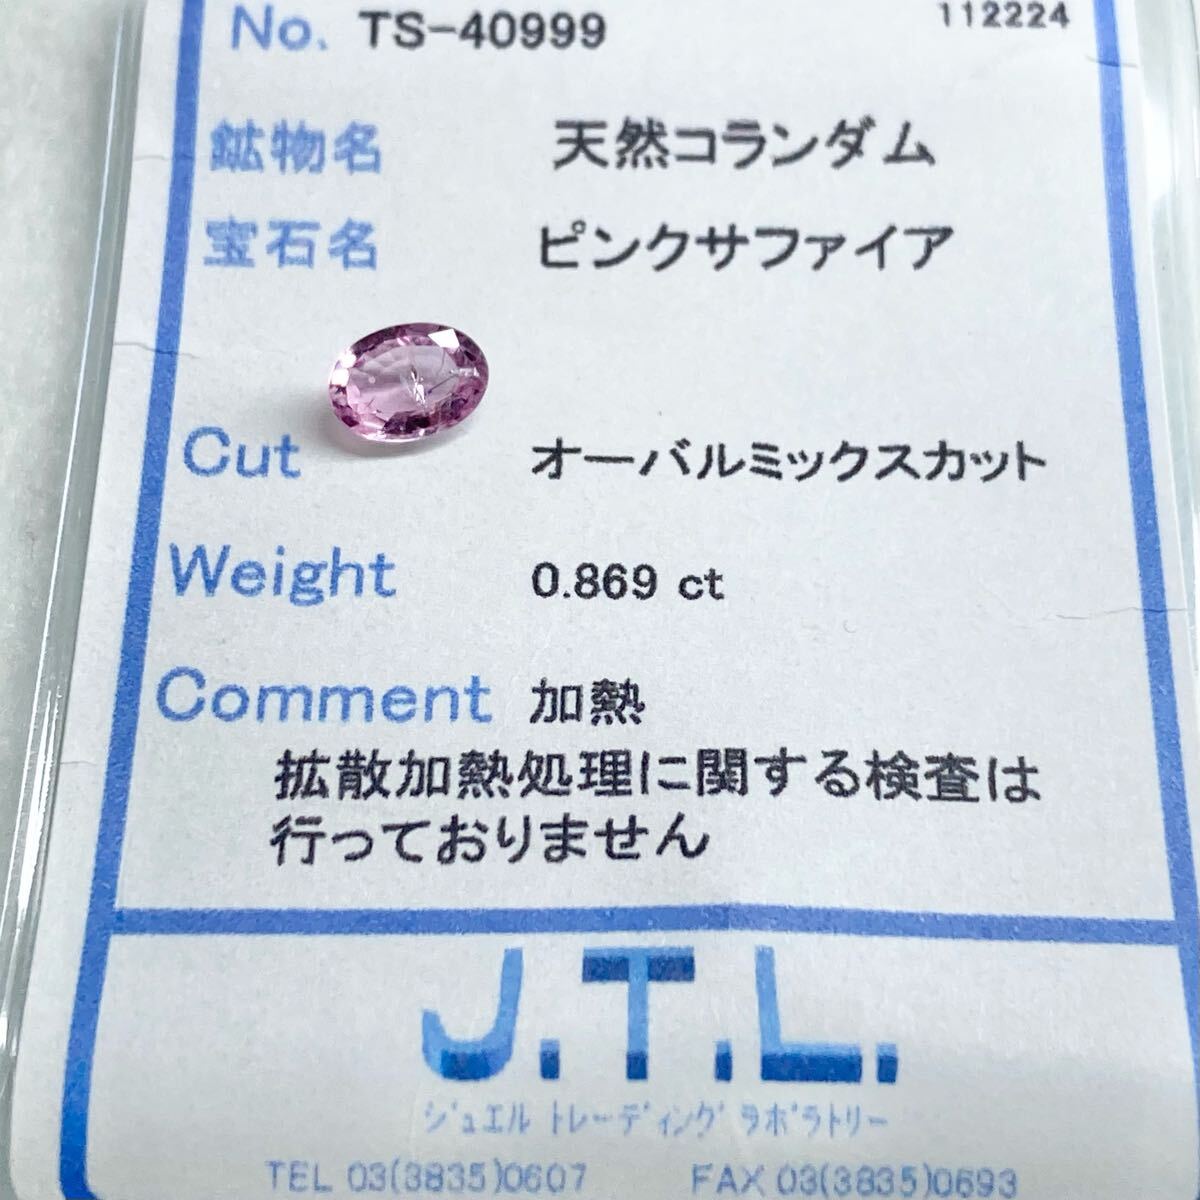 No. TS-40999 112224
鉱物名 天然コランダム
宝石名 ピンクサファイア
Cut オーバルミックスカット
Weight 0.869 ct
Comment 加熱
拡散加熱処理に関する検査は
行っておりません
J.T.L.
ジュエル トレーディング ラボラトリー
TEL 03(3835)0607 FAX 03(3835)0693